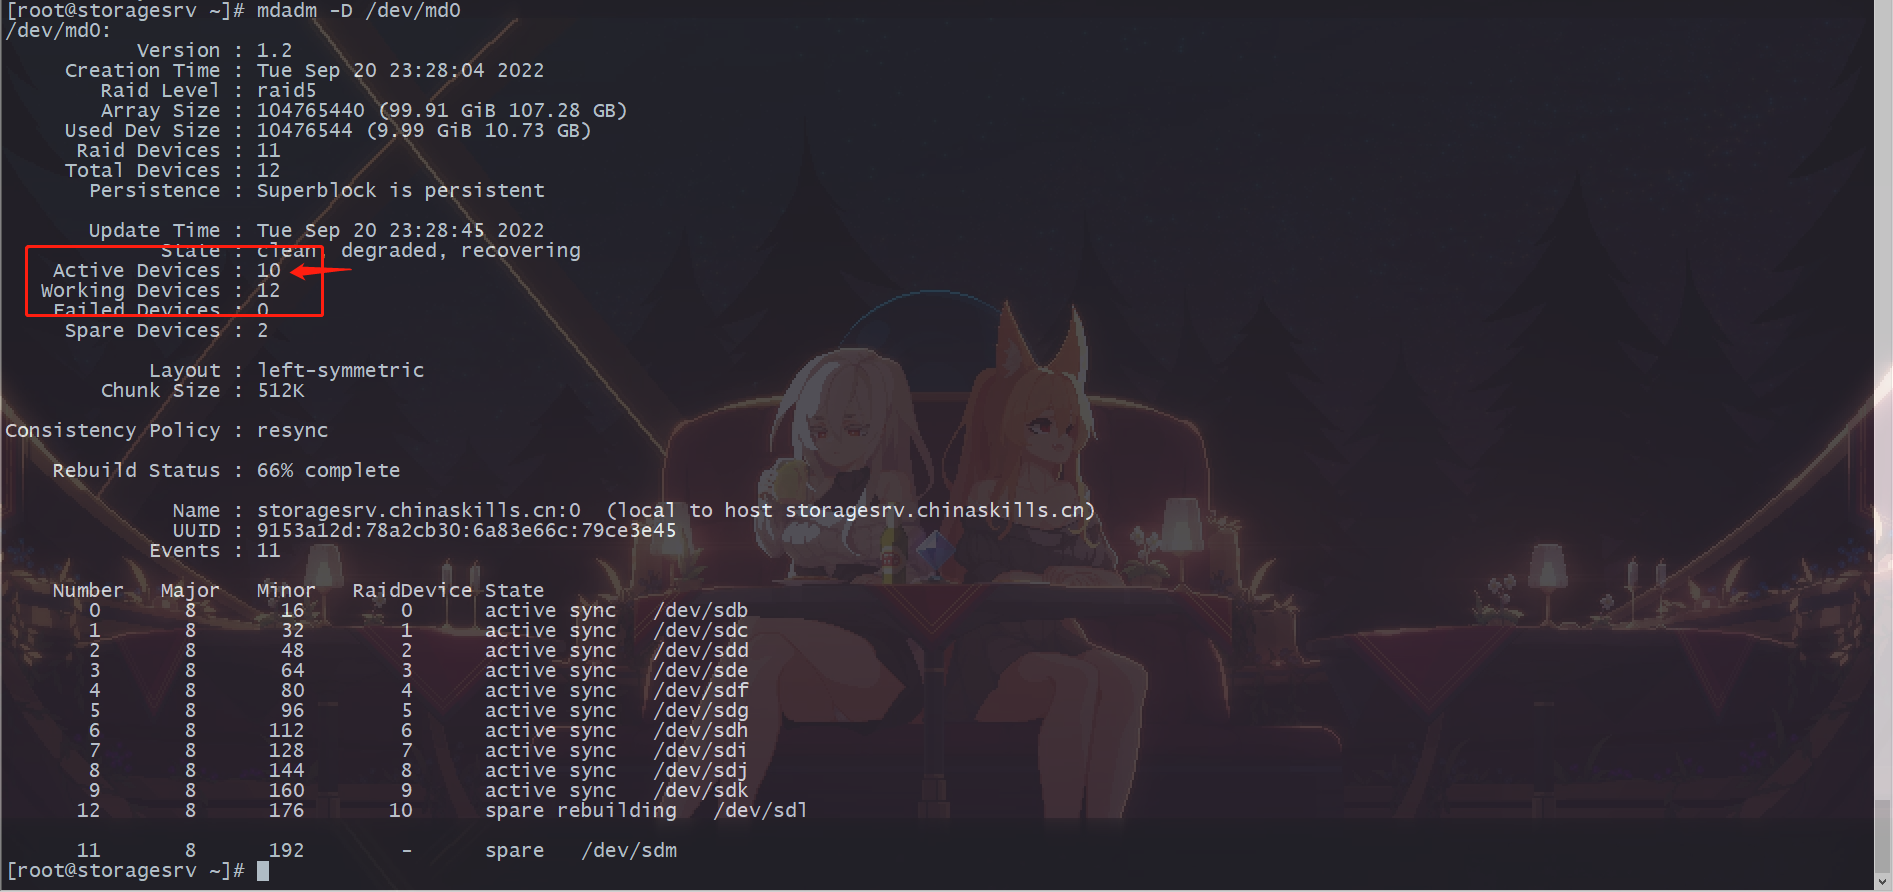 [root@storagesrv ~]# mdadm -D /dev/md0
/dev/md0:
Version : 1.2
Creation Time : Tue Sep 20 23:28:04 2022
Raid Level : raid5
Array Size : 104765440 (99.91 GiB 107.28 GB)
Used Dev Size : 10476544 (9.99 GiB 10.73 GB)
Raid Devices : 11
Total Devices : 12
Persistence : Superblock is persistent
Update Time : Tue Sep 20 23:28:45 2022
State : clean, degraded, recovering
Active Devices : 10
Working Devices : 12
Failed Devices : 0
Spare Devices : 2
Layout : left-symmetric
Chunk Size : 512K
Consistency Policy : resync
Rebuild Status : 66% complete
Name : storagesrv.chinaskills.cn:0  (local to host storagesrv.chinaskills.cn)
UUID : 9153a12d:78a2cb30:6a83e66c:79ce3e45
Events : 11
Number   Major   Minor   RaidDevice State
0       8       16        0      active sync   /dev/sdb
1       8       32        1      active sync   /dev/sdc
2       8       48        2      active sync   /dev/sdd
3       8       64        3      active sync   /dev/sde
4       8       80        4      active sync   /dev/sdf
5       8       96        5      active sync   /dev/sdg
6       8      112        6      active sync   /dev/sdh
7       8      128        7      active sync   /dev/sdi
8       8      144        8      active sync   /dev/sdj
9       8      160        9      active sync   /dev/sdk
12       8      176       10      spare rebuilding   /dev/sdl
11       8      192        -      spare   /dev/sdm
[root@storagesrv ~]#